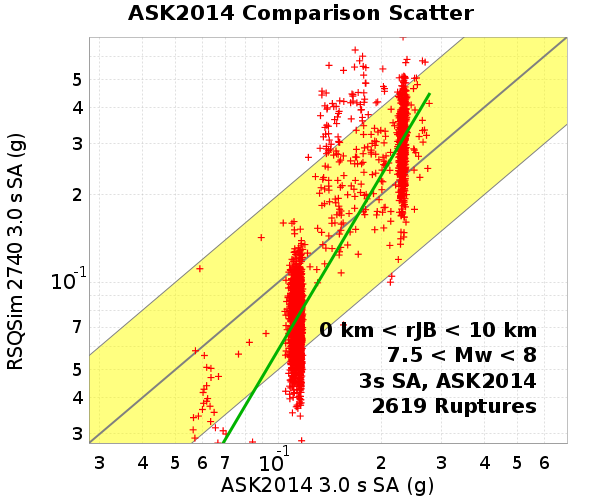 ASK2014 Comparison Scatter
RSQSim 2740 3.0 s SA (g)
5
4
3
2
10-1
7
5
4
3
0 km < rJB < 10 km
7.5 < Mw < 8
3s SA, ASK2014
2619 Ruptures
3 4 5 6 7 10-1 2 3 4 5 6
ASK2014 3.0 s SA (g)